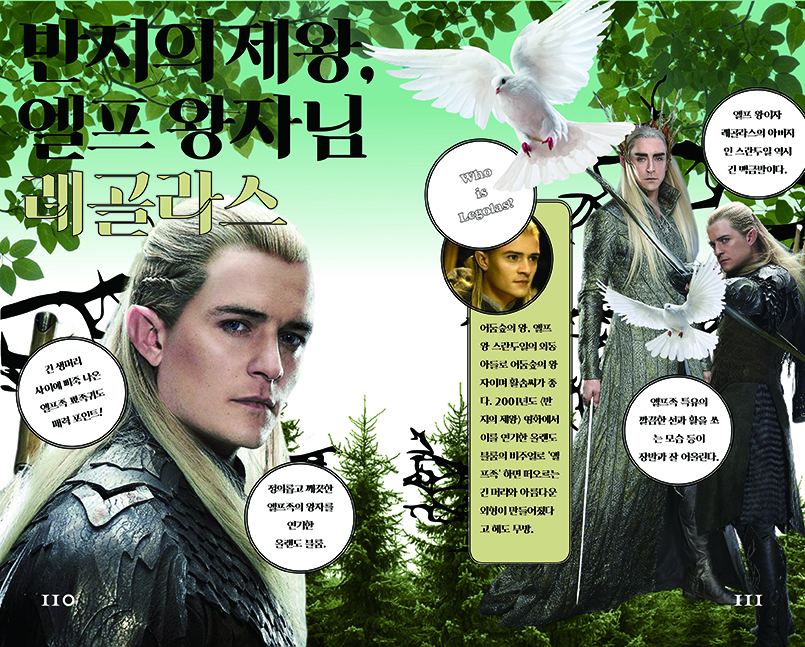 반지의 제왕,
엘프 왕자님
레골라스
긴 생머리
사이에 삐죽 나온
엘프족 뾰족귀도
매력 포인트!
정의롭고 깨끗한
엘프족의 왕자를
연기한
올랜도 블룸.
110
Who
is
Legolas?
어둠숲의 왕, 엘프
왕 스란두일의 외동
아들로 어둠숲의 왕
자이며 활솜씨가 좋
다. 2001년도 〈반
지의 제왕〉 영화에서
이를 연기한 올랜도
블룸의 비주얼로 '엘
프족' 하면 떠오르는
긴 머리와 아름다운
외형이 만들어졌다
고 해도 무방.
엘프 왕이자
레골라스의 아버지
인 스란두일 역시
긴 백금발이다.
엘프족 특유의
깔끔한 선과 활을 쏘
는 모습 등이
장발과 잘 어울린다.
111